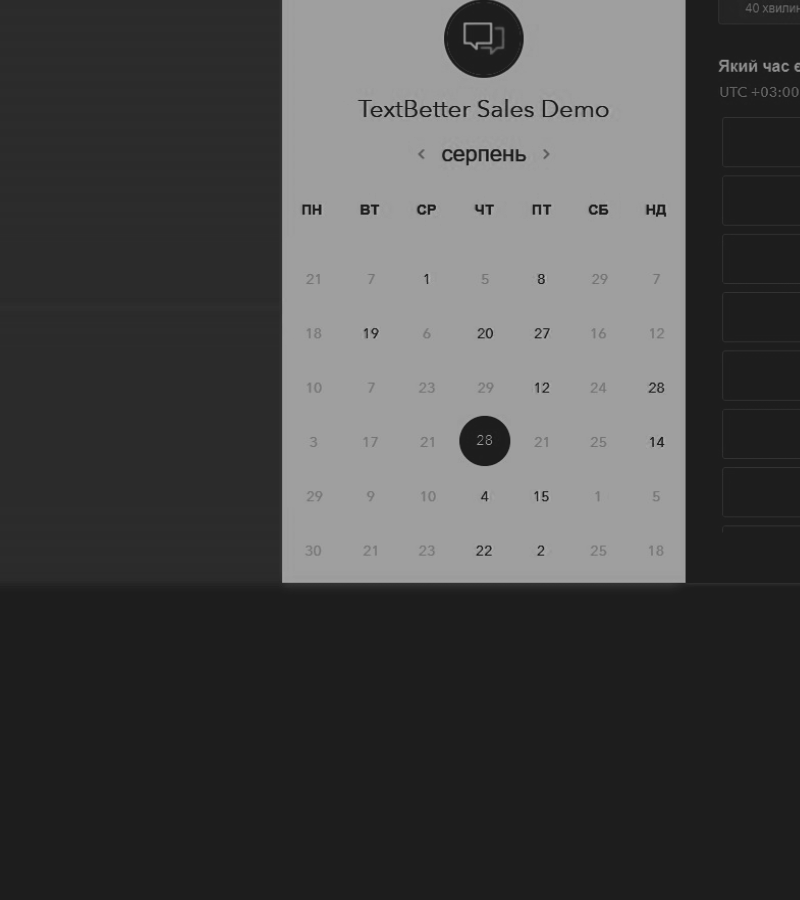 40 хвилин
Який час є
UTC +03:00
TextBetter Sales Demo
серпень
ПН ВТ СР ЧТ ПТ СБ НД
21 7 1 5 8 29 7
18 19 6 20 27 16 12
10 7 23 29 12 24 28
3 17 21 28 21 25 14
29 9 10 4 15 1 5
30 21 23 22 2 25 18